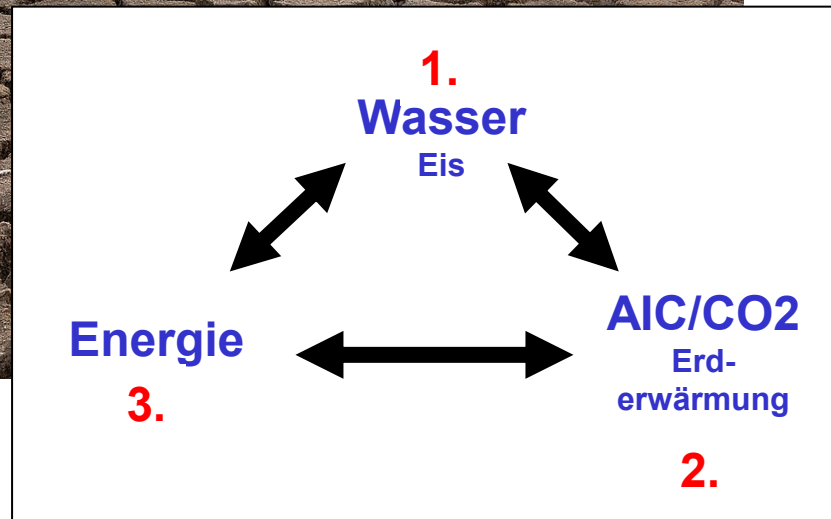 1.
Wasser
Eis
Energie
3.
AIC/CO2
Erd-
erwärmung
2.